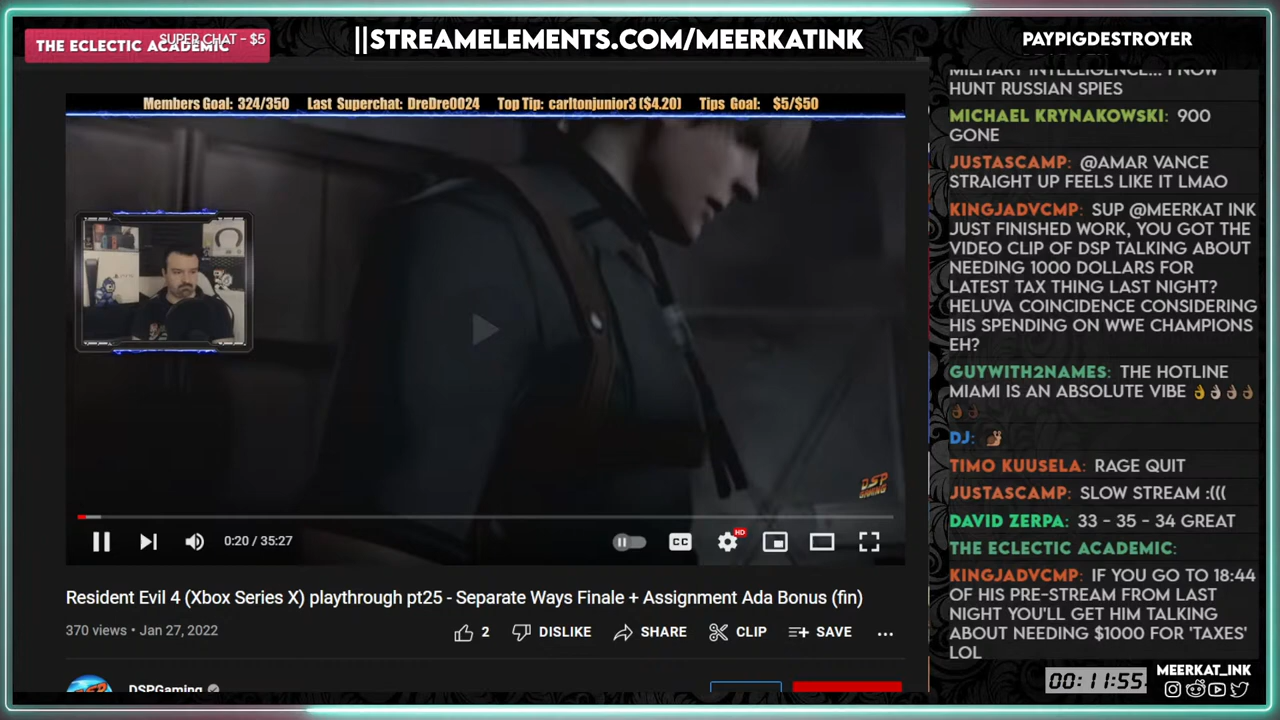 THE ECLECTIC ACADEMIC
SUPER CHAT - $5
||STREAMELEMENTS.COM/MEERKATINK
PAYPIGDESTROYER
Members Goal: 324/350 Last Superchat: DreDre0024 Top Tip: carltonjunior3 ($4.20) Tips Goal: $5/$50
DSP
GAMING
0:20 / 35:27
CC
HD
Resident Evil 4 (Xbox Series X) playthrough pt25 - Separate Ways Finale + Assignment Ada Bonus (fin)
370 views • Jan 27, 2022
2 DISLIKE SHARE CLIP SAVE ...
DSPGaming
MILITARY INTELLIGENCE... I NOW
HUNT RUSSIAN SPIES
MICHAEL KRYNAKOWSKI: 900
GONE
JUSTASCAMP: @AMAR VANCE
STRAIGHT UP FEELS LIKE IT LMAO
KINGJADVCMP: SUP @MEERKAT INK
JUST FINISHED WORK, YOU GOT THE
VIDEO CLIP OF DSP TALKING ABOUT
NEEDING 1000 DOLLARS FOR
LATEST TAX THING LAST NIGHT?
HELUVA COINCIDENCE CONSIDERING
HIS SPENDING ON WWE CHAMPIONS
EH?
GUYWITH2NAMES: THE HOTLINE
MIAMI IS AN ABSOLUTE VIBE 👌👌🏻👌🏼👌🏽
👌🏾👌🏿
DJ: 🐌
TIMO KUUSELA: RAGE QUIT
JUSTASCAMP: SLOW STREAM :(((
DAVID ZERPA: 33 - 35 - 34 GREAT
THE ECLECTIC ACADEMIC:
KINGJADVCMP: IF YOU GO TO 18:44
OF HIS PRE-STREAM FROM LAST
NIGHT YOU'LL GET HIM TALKING
ABOUT NEEDING $1000 FOR 'TAXES'
LOL
00:11:55
MEERKAT_INK